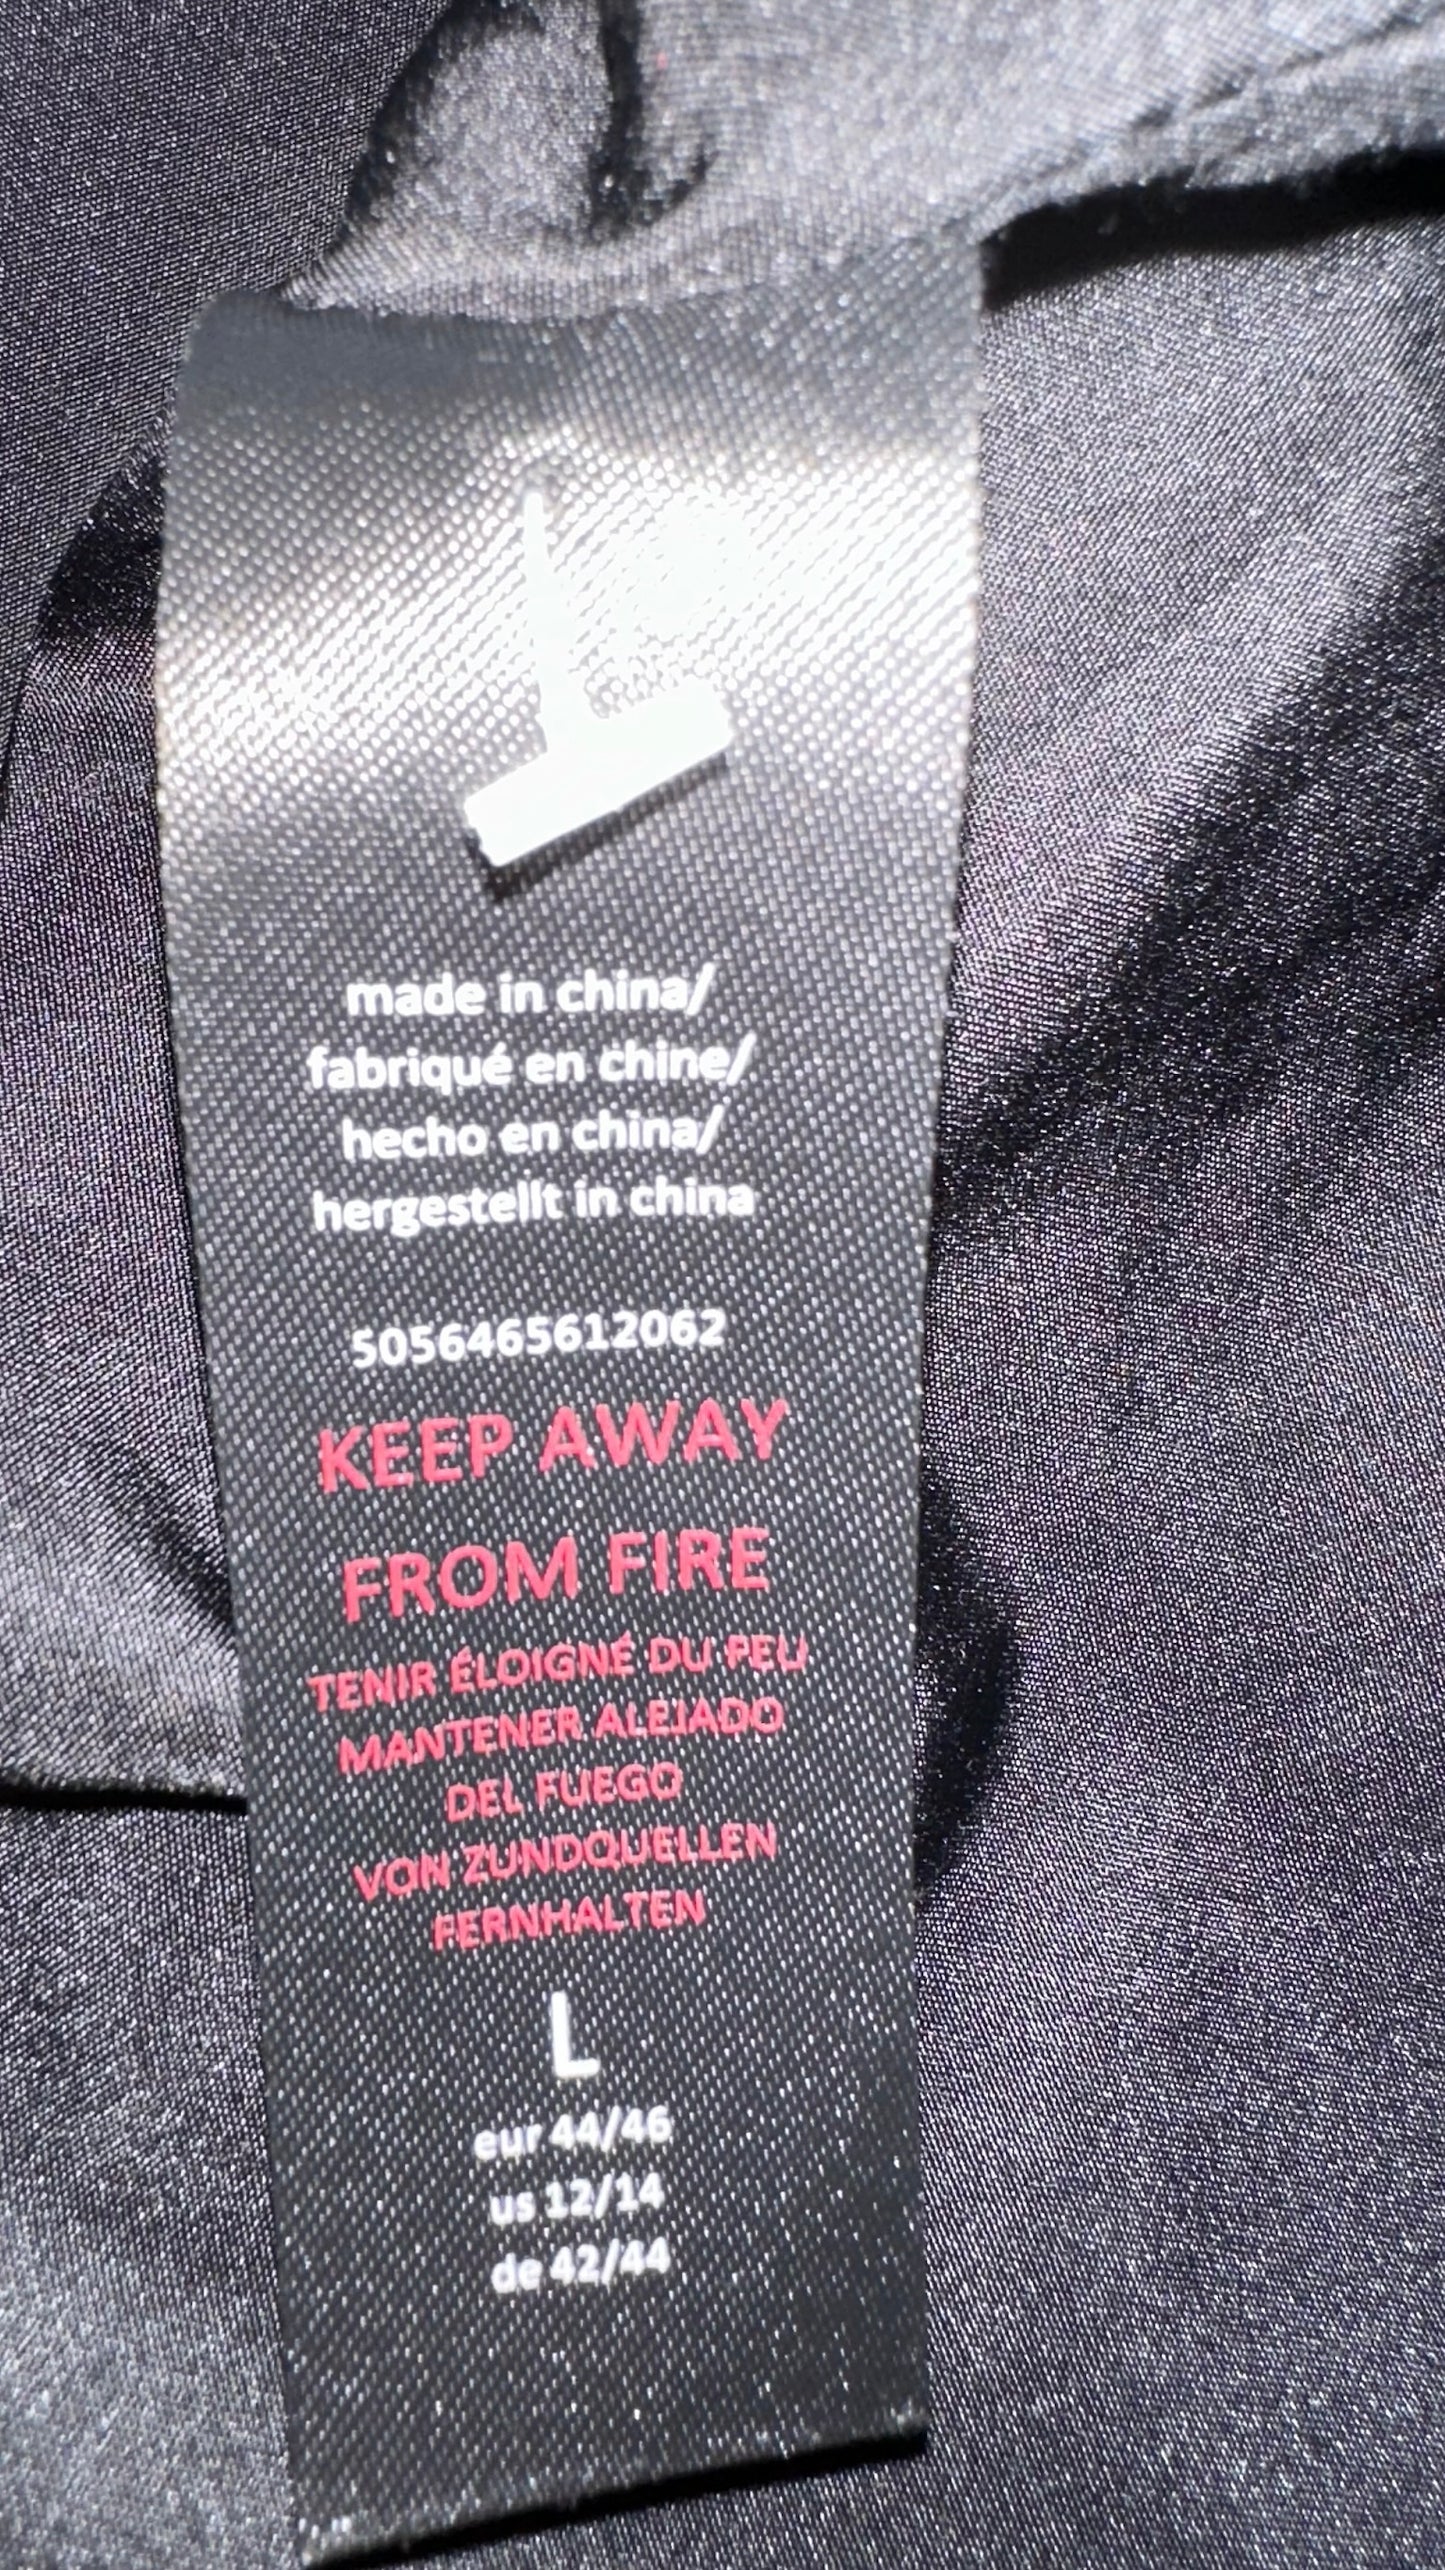 made in china/
fabriqué en chine/
hecho en china/
hergestellt in china
5056465612062
KEEP AWAY
FROM FIRE
TENIR ÉLOIGNÉ DU FEU
MANTENER ALEJADO
DEL FUEGO
VON ZUNDQUELLEN
FERNHALTEN
L
eur 44/46
us 12/14
de 42/44